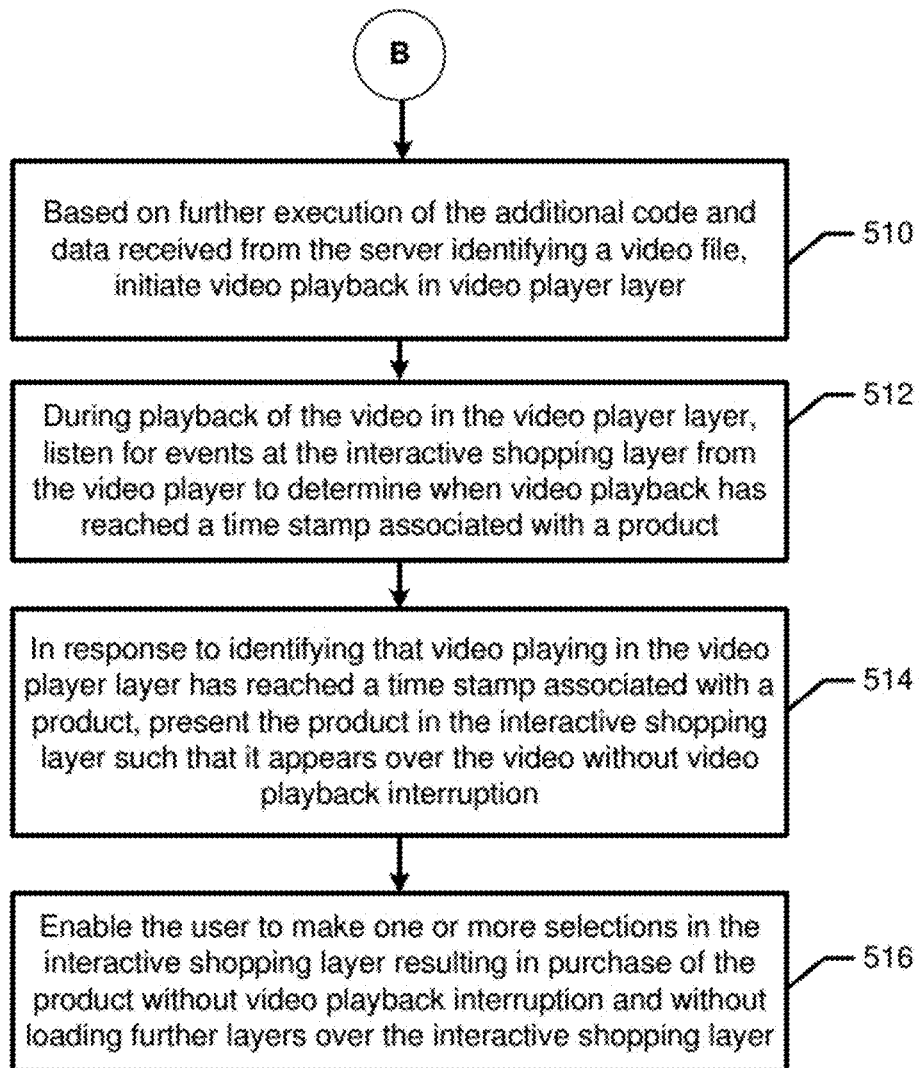 B
Based on further execution of the additional code and
data received from the server identifying a video file,
initiate video playback in video player layer
510
During playback of the video in the video player layer,
listen for events at the interactive shopping layer from
the video player to determine when video playback has
reached a time stamp associated with a product
512
In response to identifying that video playing in the video
player layer has reached a time stamp associated with a
product, present the product in the interactive shopping
layer such that it appears over the video without video
playback interruption
514
Enable the user to make one or more selections in the
interactive shopping layer resulting in purchase of the
product without video playback interruption and without
loading further layers over the interactive shopping layer
516